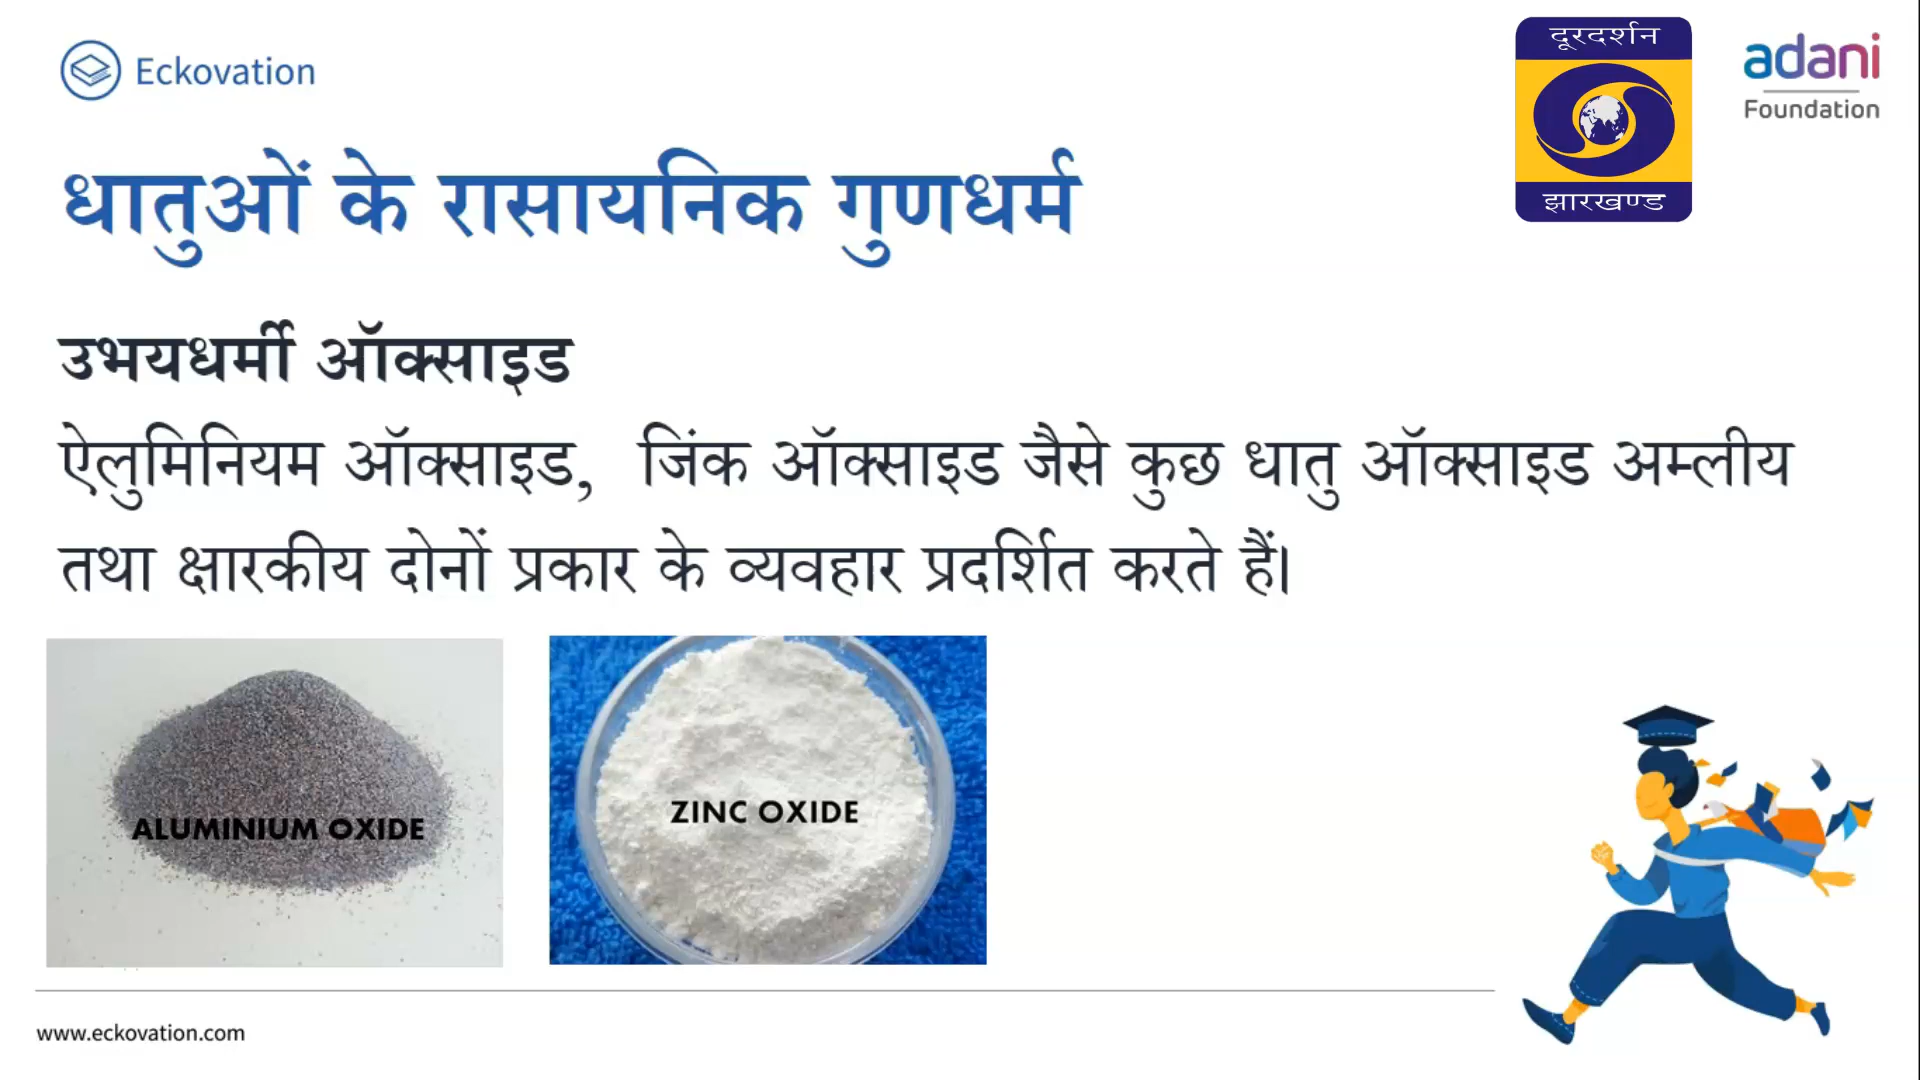 Eckovation
दूरदर्शन
झारखण्ड
adani
Foundation
धातुओं के रासायनिक गुणधर्म
उभयधर्मी ऑक्साइड
ऐलुमिनियम ऑक्साइड, जिंक ऑक्साइड जैसे कुछ धातु ऑक्साइड अम्लीय
तथा क्षारकीय दोनों प्रकार के व्यवहार प्रदर्शित करते हैं।
ALUMINIUM OXIDE
ZINC OXIDE
www.eckovation.com